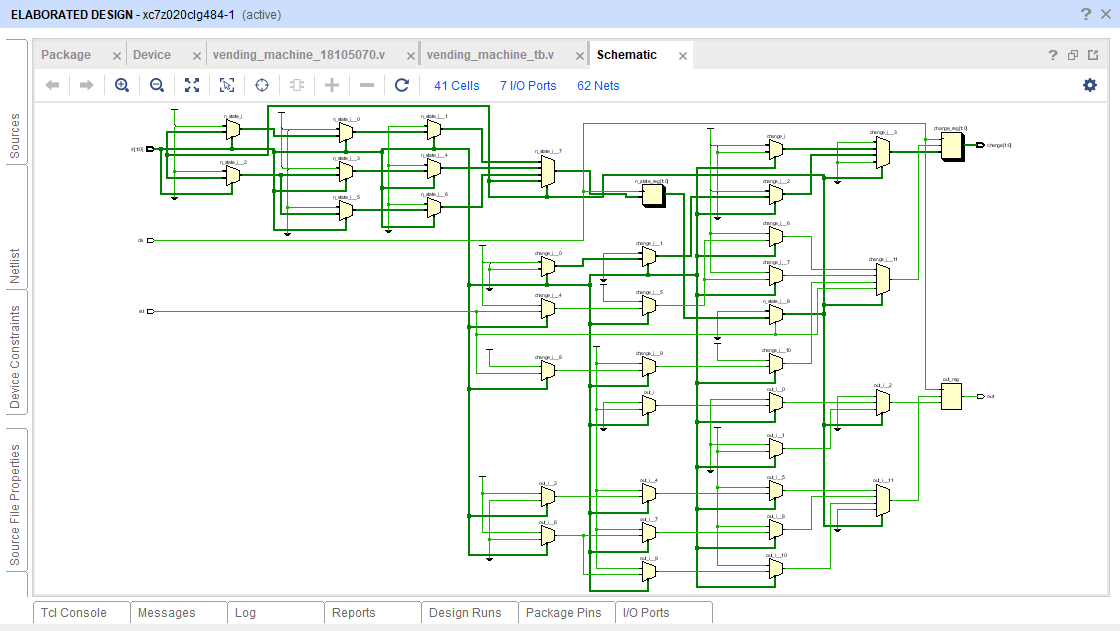 ELABORATED DESIGN - xc7z020clg484-1 (active)
Package
Device
vending_machine_18105070.v
vending_machine_tb.v
Schematic
41 Cells
7 I/O Ports
62 Nets
Sources
Netlist
Device Constraints
Source File Properties
n_state_i
n_state_i__0
n_state_i__1
n_state_i__2
n_state_i__3
n_state_i__4
n_state_i__5
n_state_i__6
n_state_i__7
n_state_reg[1:0]
in[1:0]
clk
rst
change_i
change_i__3
change_reg[1:0]
change[1:0]
change_i__2
change_i__6
change_i__0
change_i__1
change_i__7
change_i__11
change_i__4
change_i__5
n_state_i__8
change_i__8
change_i__9
change_i__10
out_i
out_i__0
out_i__2
out_reg
out
out_i__1
out_i__3
out_i__4
out_i__5
out_i__11
out_i__6
out_i__7
out_i__8
out_i__9
out_i__10
Tcl Console
Messages
Log
Reports
Design Runs
Package Pins
I/O Ports